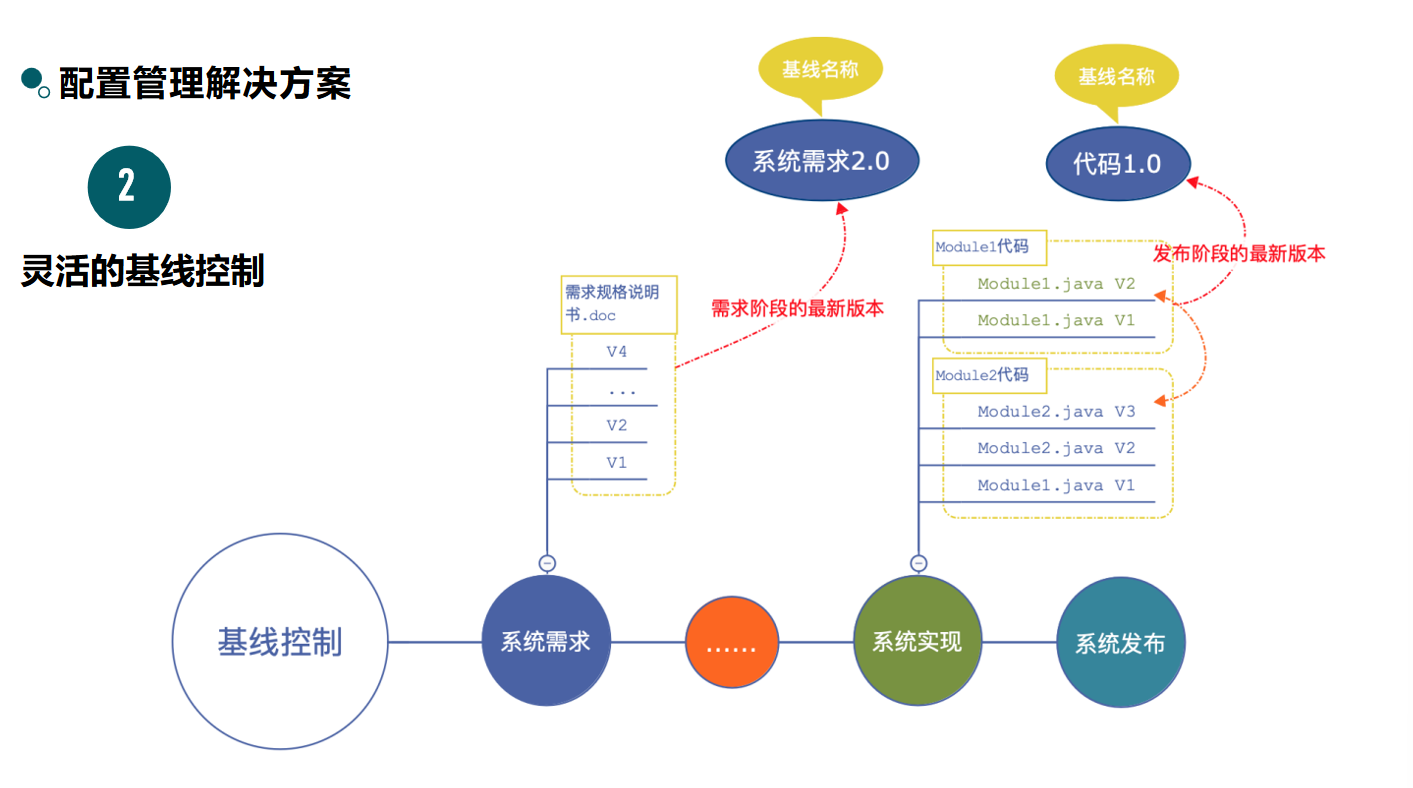 配置管理解决方案
2
灵活的基线控制
基线名称
系统需求2.0
基线名称
代码1.0
需求规格说明
书.doc
V4
...
V2
V1
需求阶段的最新版本
Module1代码
Module1.java V2
Module1.java V1
发布阶段的最新版本
Module2代码
Module2.java V3
Module2.java V2
Module1.java V1
基线控制
系统需求
......
系统实现
系统发布